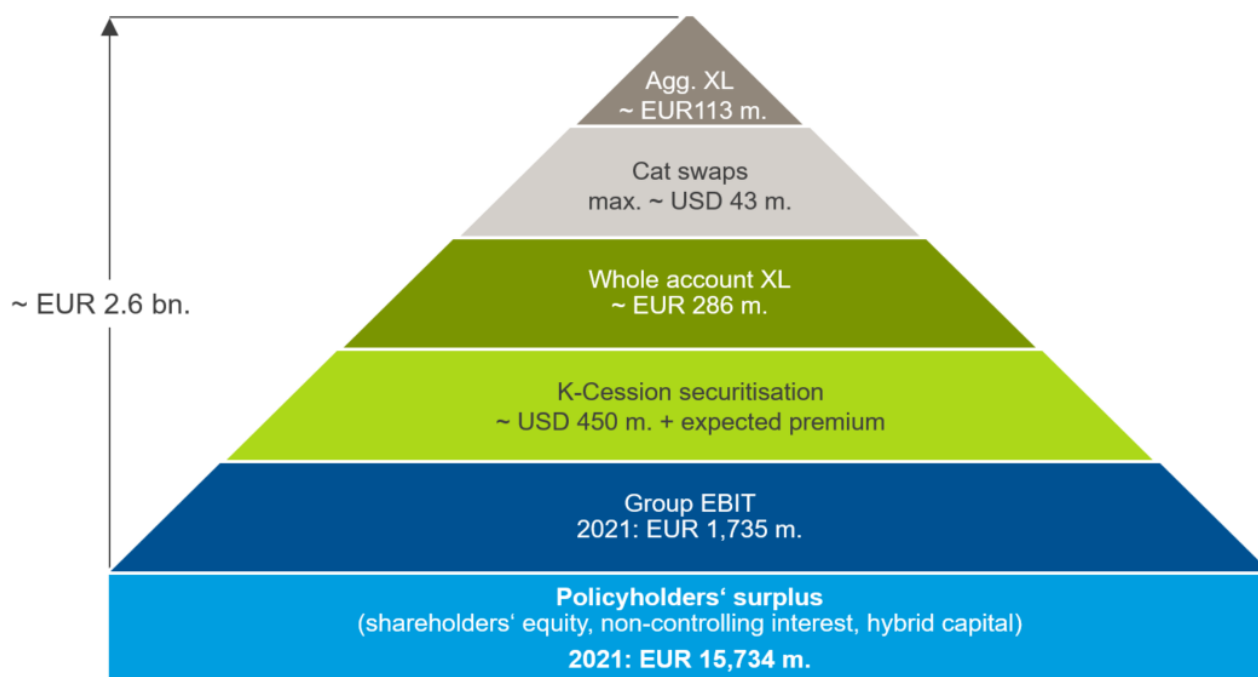 Agg. XL
~ EUR113 m.
Cat swaps
max. ~ USD 43 m.
Whole account XL
~ EUR 286 m.
~ EUR 2.6 bn.
K-Cession securitisation
~ USD 450 m. + expected premium
Group EBIT
2021: EUR 1,735 m.
Policyholders‘ surplus
(shareholders‘ equity, non-controlling interest, hybrid capital)
2021: EUR 15,734 m.